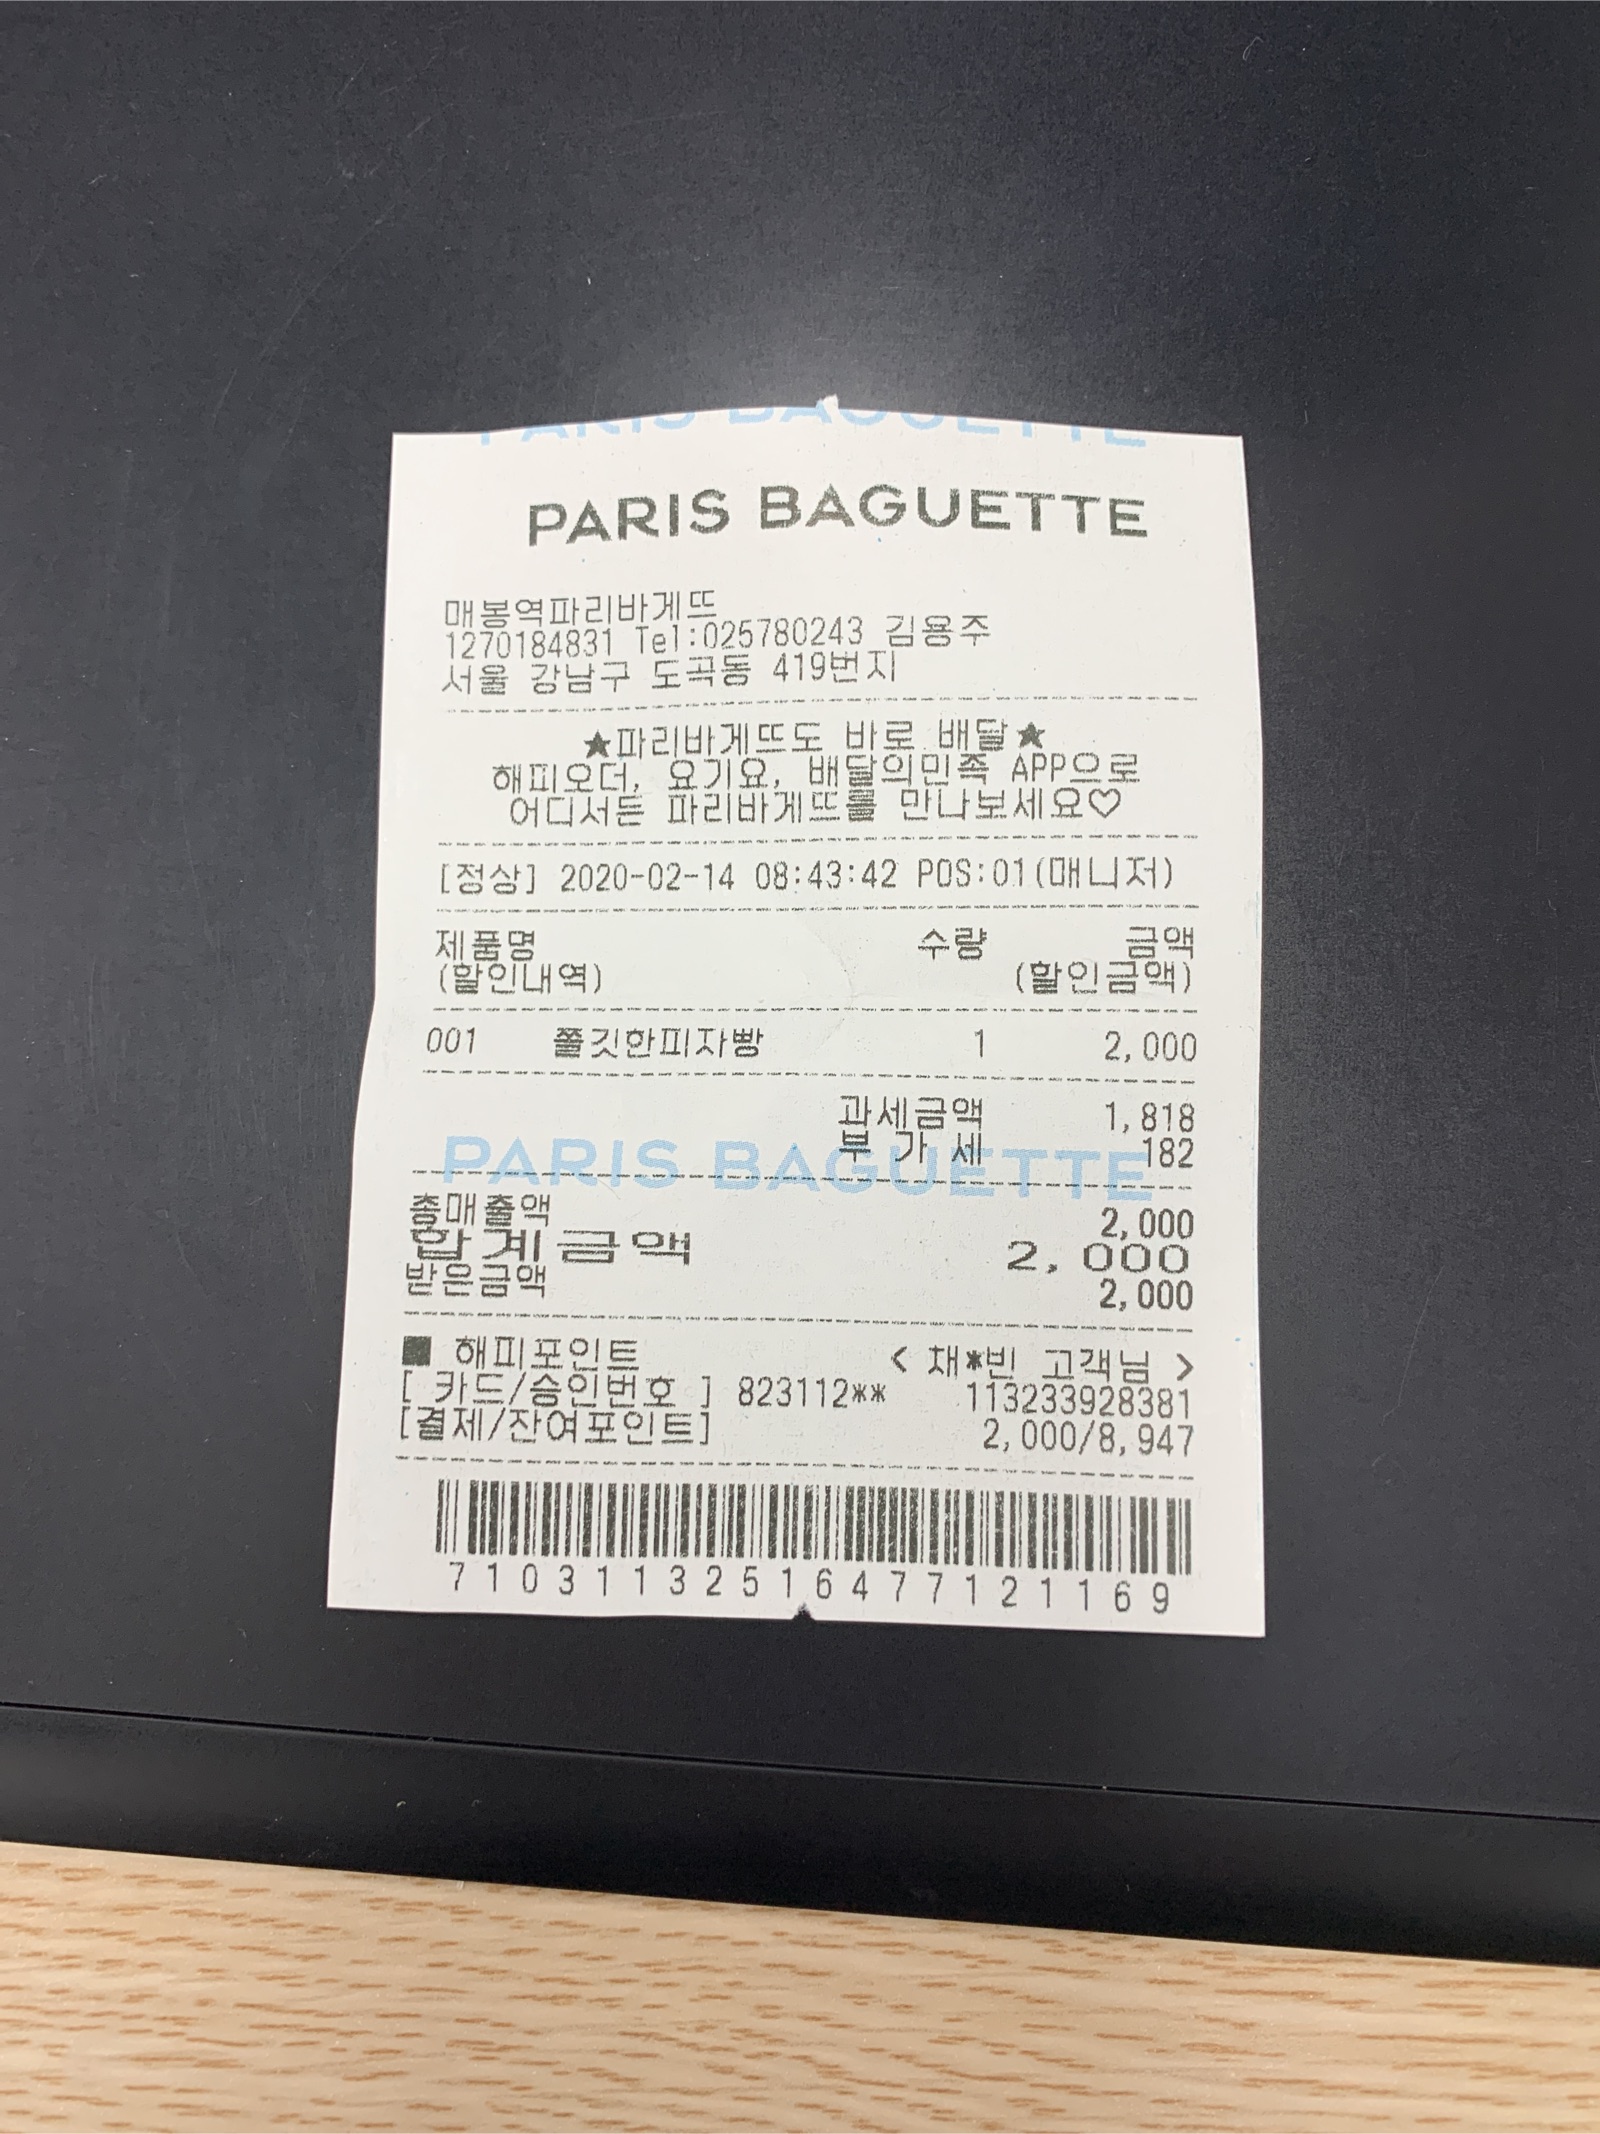 PARIS BAGUETTE
PARIS BAGUETTE
매봉역파리바게뜨
1270184831 Tel:025780243 김용주
서울 강남구 도곡동 419번지
★파리바게뜨도 바로 배달★
해피오더, 요기요, 배달의민족 APP으로
어디서든 파리바게뜨를 만나보세요♡
[정상] 2020-02-14 08:43:42 POS:01(매니저)
제품명 수량 금액
(할인내역) (할인금액)
001 쫄깃한피자빵 1 2,000
과세금액 1,818
부 가 세 182
PARIS BAGUETTE
총매출액 2,000
합계금액 2,000
받은금액 2,000
■ 해피포인트 < 채*빈 고객님 >
[ 카드/승인번호 ] 823112** 113233928381
[결제/잔여포인트] 2,000/8,947
71031132516477121169